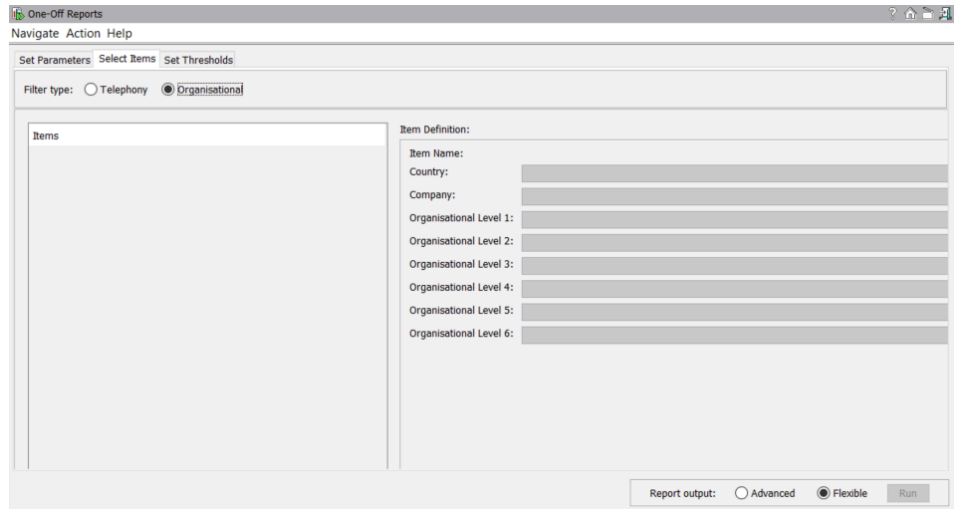 One-Off Reports
Navigate Action Help
Set Parameters Select Items Set Thresholds
Filter type: Telephony Organisational
Items
Item Definition:
Item Name:
Country:
Company:
Organisational Level 1:
Organisational Level 2:
Organisational Level 3:
Organisational Level 4:
Organisational Level 5:
Organisational Level 6:
Report output: Advanced Flexible Run